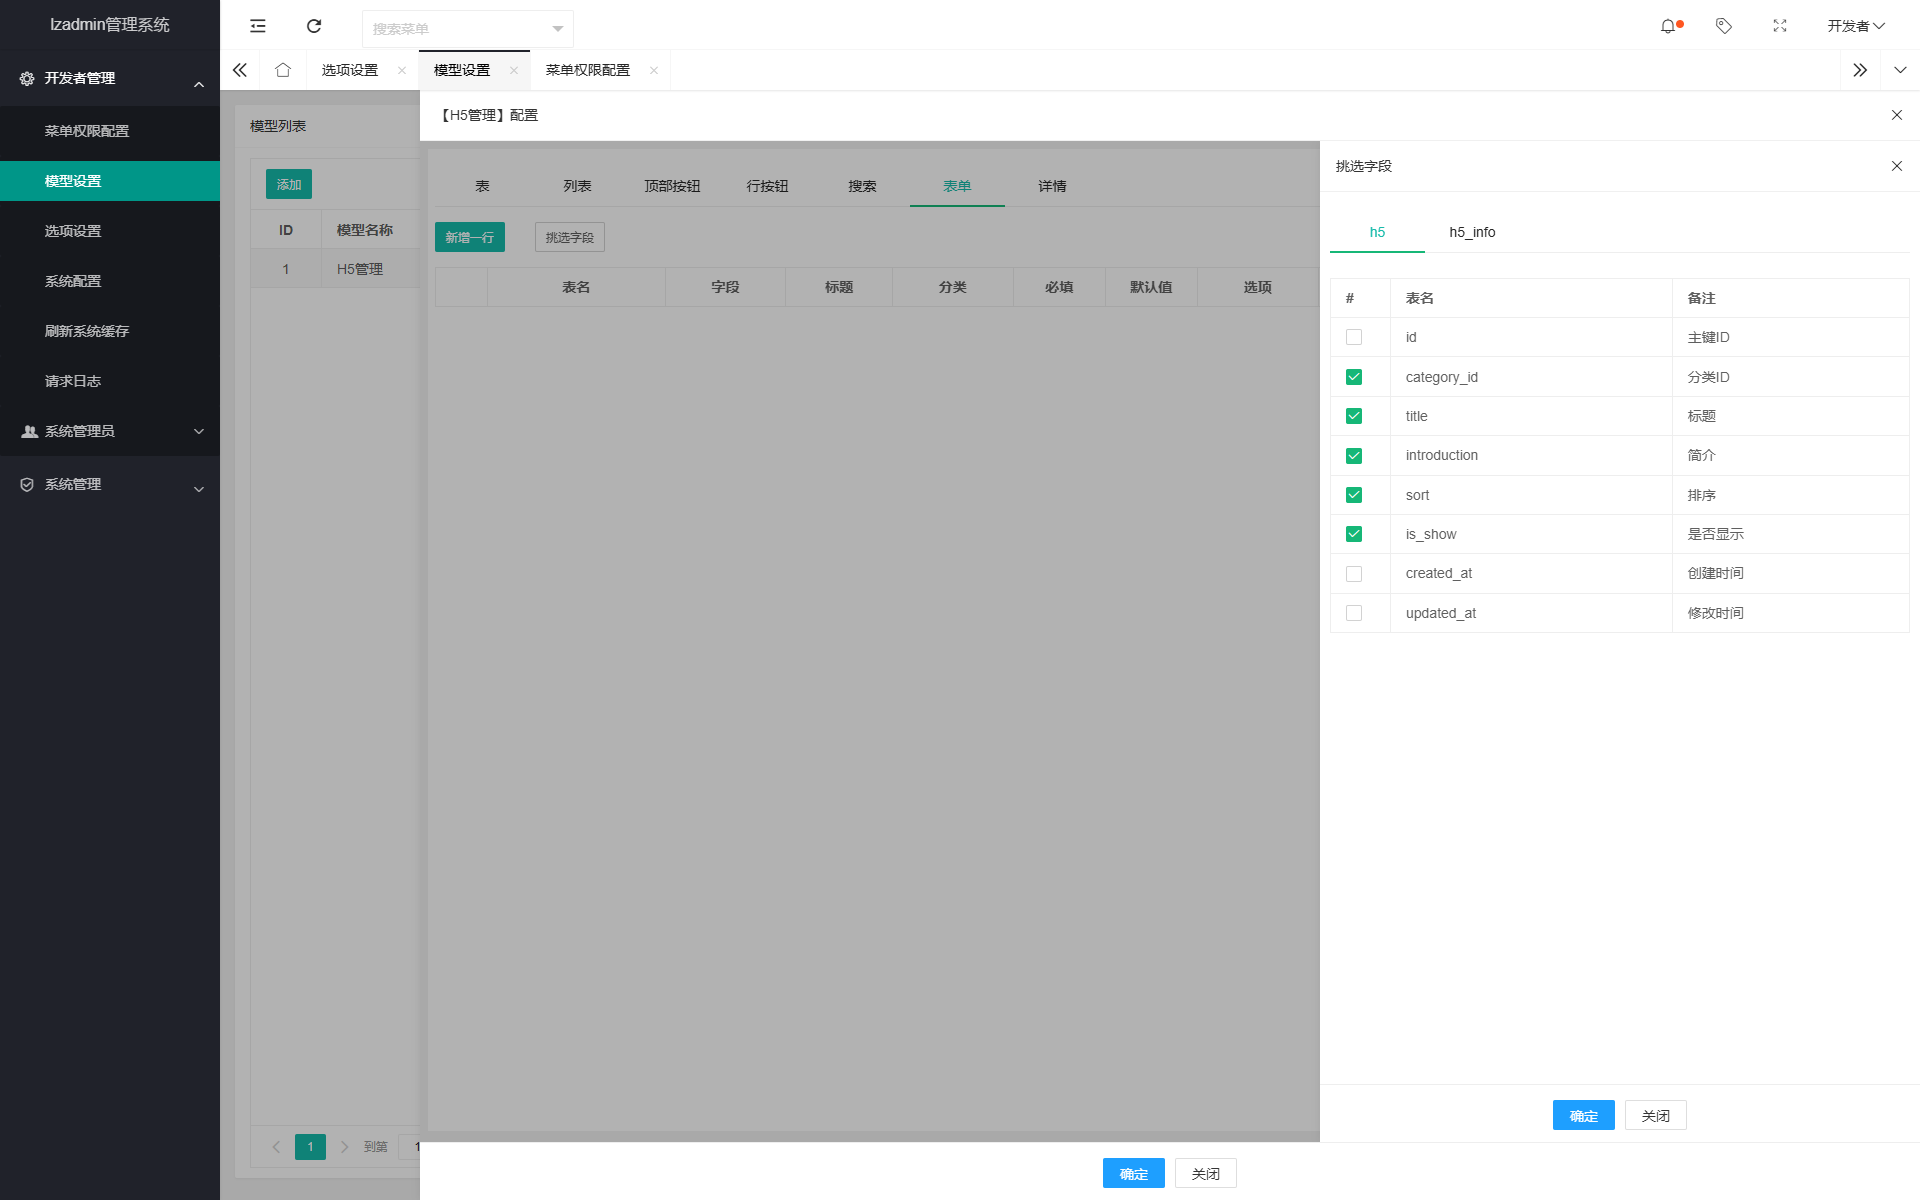 lzadmin管理系统
开发者管理
菜单权限配置
模型设置
选项设置
系统配置
刷新系统缓存
请求日志
系统管理员
系统管理
搜索菜单
开发者
选项设置
模型设置
菜单权限配置
模型列表
添加
ID 模型名称
1 H5管理
1 到第 1
【H5管理】配置
表 列表 顶部按钮 行按钮 搜索 表单 详情
新增一行 挑选字段
表名 字段 标题 分类 必填 默认值 选项
挑选字段
h5 h5_info
# 表名 备注
id 主键ID
category_id 分类ID
title 标题
introduction 简介
sort 排序
is_show 是否显示
created_at 创建时间
updated_at 修改时间
确定 关闭
确定 关闭